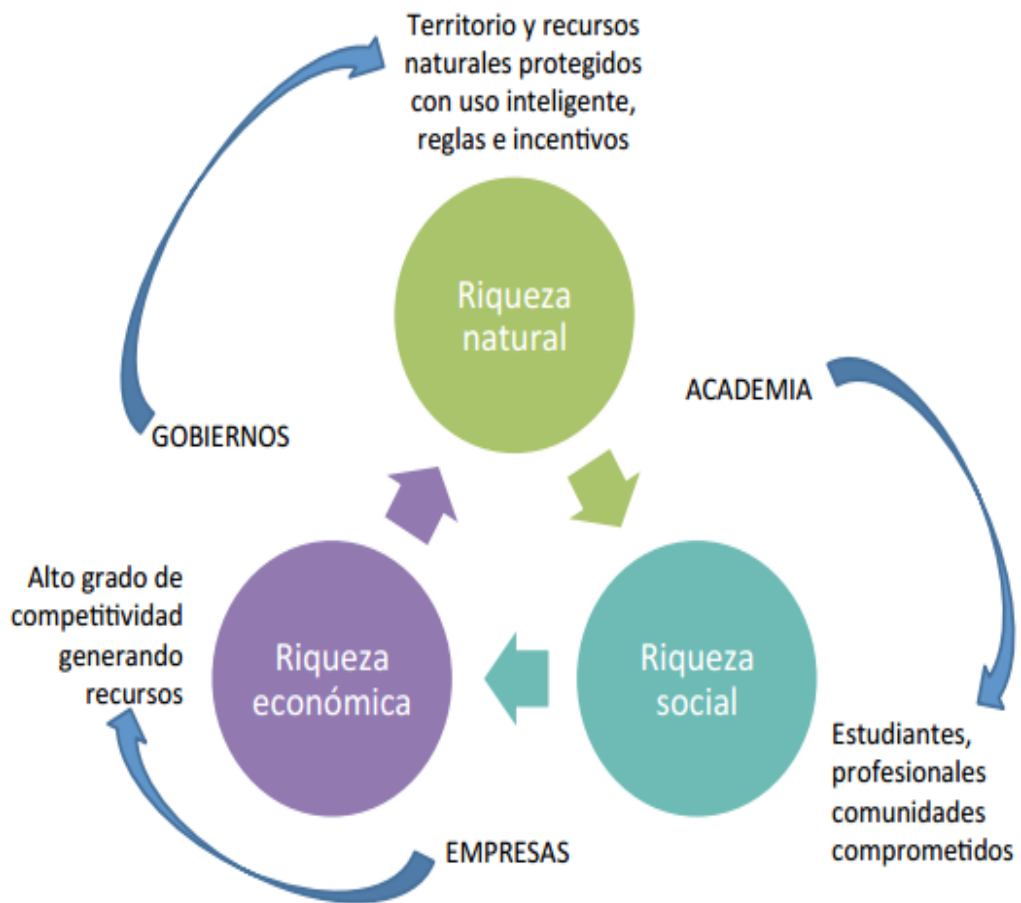 Territorio y recursos
naturales protegidos
con uso inteligente,
reglas e incentivos
Riqueza
natural
ACADEMIA
GOBIERNOS
Alto grado de
competitividad
generando
recursos
Riqueza
económica
Riqueza
social
Estudiantes,
profesionales
comunidades
comprometidos
EMPRESAS